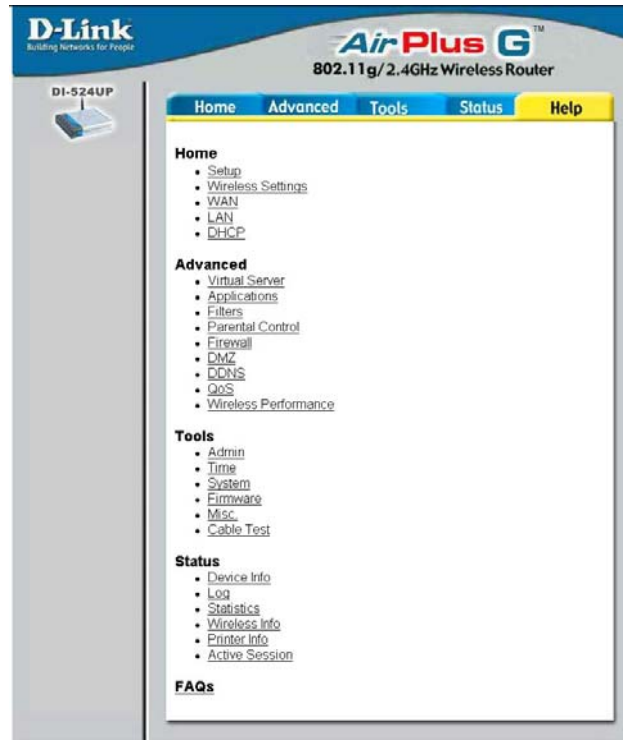 D-Link
Building Networks for People
AirPlus G™
802.11g/2.4GHz Wireless Router
DI-524UP
Home Advanced Tools Status Help
Home
• Setup
• Wireless Settings
• WAN
• LAN
• DHCP
Advanced
• Virtual Server
• Applications
• Filters
• Parental Control
• Firewall
• DMZ
• DDNS
• QoS
• Wireless Performance
Tools
• Admin
• Time
• System
• Firmware
• Misc.
• Cable Test
Status
• Device Info
• Log
• Statistics
• Wireless Info
• Printer Info
• Active Session
FAQs